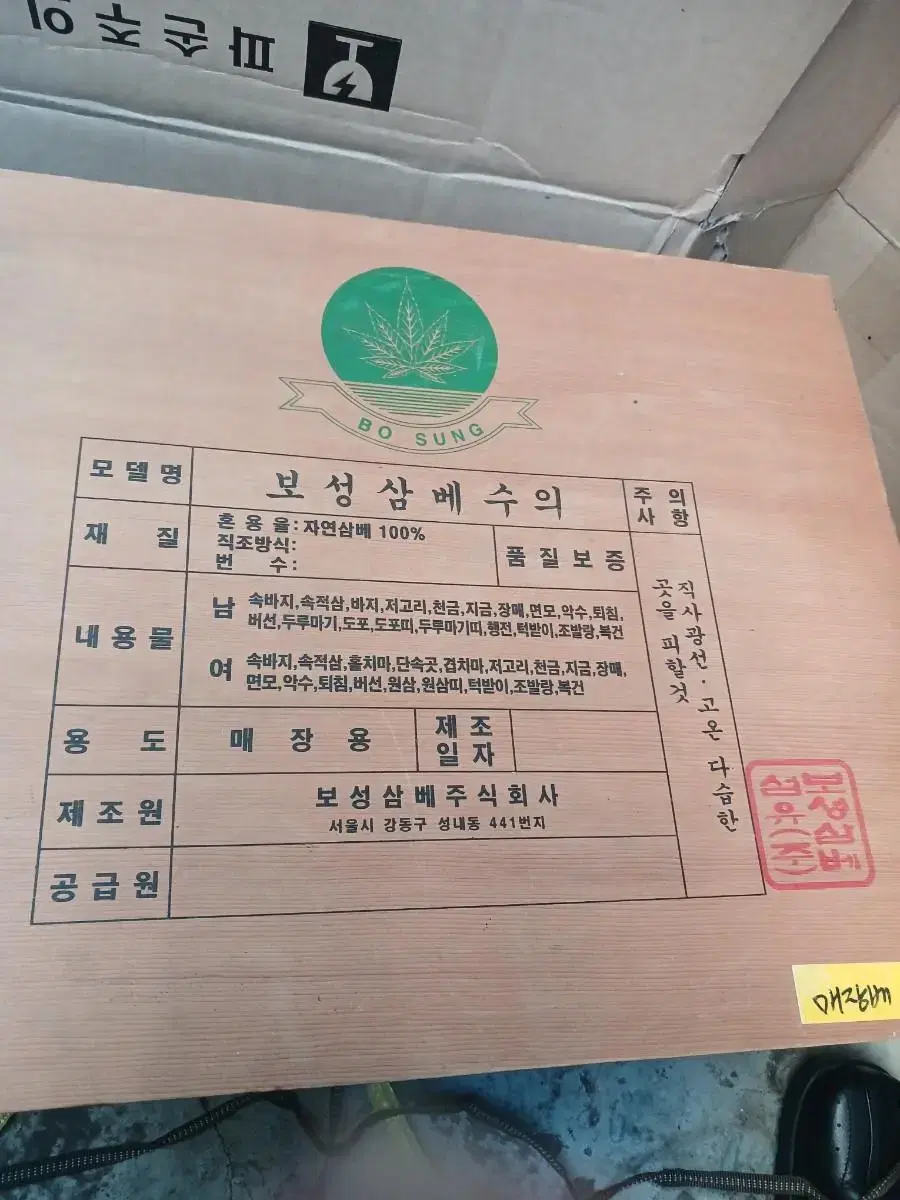 파손주의
BO SUNG
모델명
보성삼베수의
주의사항
재 질
혼용율:자연삼베 100%
직조방식:
번 수:
품질보증
내용물
남 속바지,속적삼,바지,저고리,천금,지금,장매,면모,악수,퇴침,
버선,두루마기,도포,도포띠,두루마기띠,행전,턱받이,조발랑,복건
여 속바지,속적삼,홑치마,단속곳,겹치마,저고리,천금,지금,장매,
면모,악수,퇴침,버선,원삼,원삼띠,턱받이,조발랑,복건
직사광선·고온 다습한
곳을 피할것
용 도
매장용
제조
일자
제조원
보성삼베주식회사
서울시 강동구 성내동 441번지
공급원
보성삼베
섬유(주)